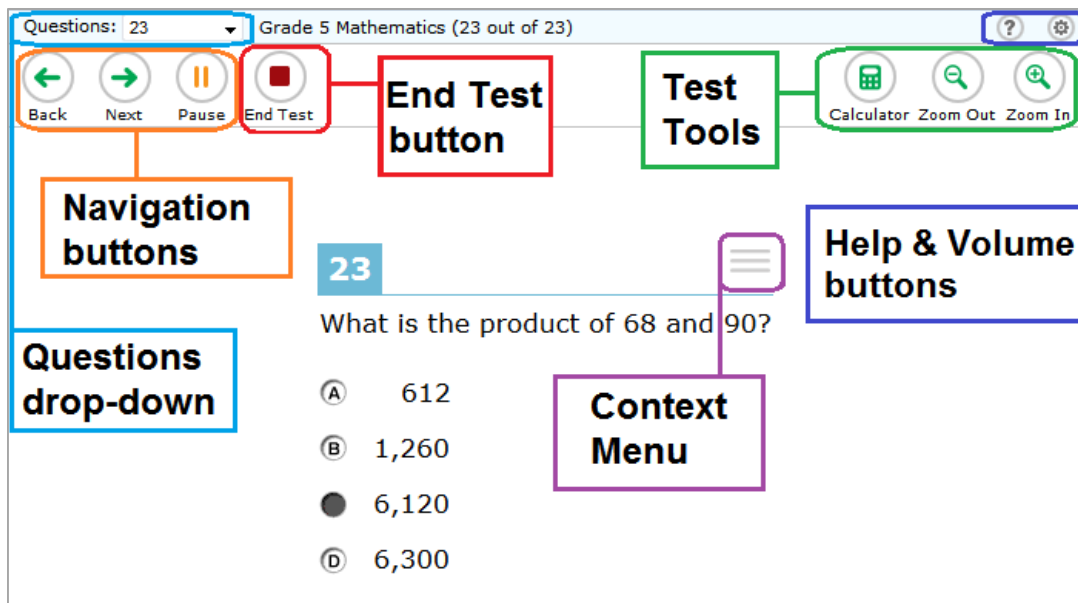 Questions: 23 Grade 5 Mathematics (23 out of 23) ?
Back Next Pause End Test Calculator Zoom Out Zoom In
End Test
button
Test
Tools
Navigation
buttons
Help & Volume
buttons
23
What is the product of 68 and 90?
Questions
drop-down
A 612
B 1,260
6,120
D 6,300
Context
Menu